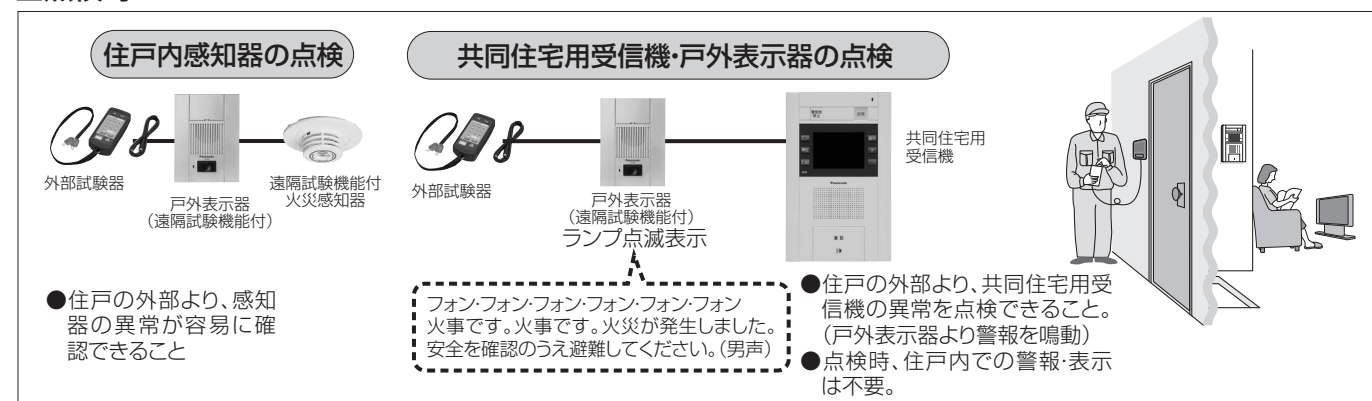 住戸内感知器の点検
外部試験器
戸外表示器
(遠隔試験機能付)
遠隔試験機能付
火災感知器
●住戸の外部より、感知
器の異常が容易に確
認できること
共同住宅用受信機・戸外表示器の点検
外部試験器
Panasonic
戸外表示器
(遠隔試験機能付)
ランプ点滅表示
フォン・フォン・フォン・フォン・フォン・フォン
火事です。火事です。火災が発生しました。
安全を確認のうえ避難してください。(男声)
Panasonic
共同住宅用
受信機
●住戸の外部より、共同住宅用受
信機の異常を点検できること。
(戸外表示器より警報を鳴動)
●点検時、住戸内での警報・表示
は不要。